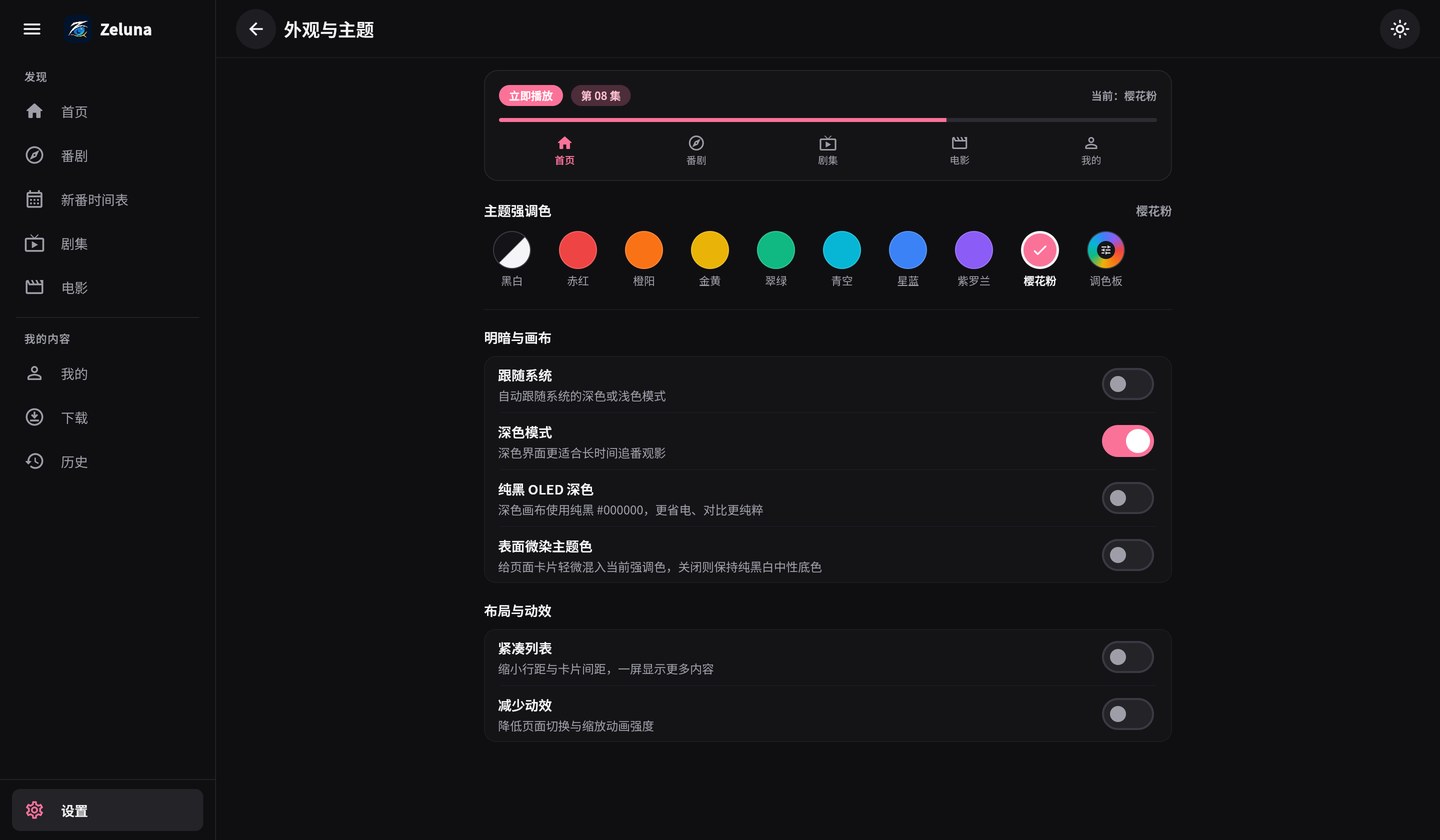 Zeluna
外观与主题
发现
首页
番剧
新番时间表
剧集
电影
我的内容
我的
下载
历史
设置
立即播放
第 08 集
当前：樱花粉
首页
番剧
剧集
电影
我的
主题强调色
樱花粉
黑白
赤红
橙阳
金黄
翠绿
青空
星蓝
紫罗兰
樱花粉
调色板
明暗与画布
跟随系统
自动跟随系统的深色或浅色模式
深色模式
深色界面更适合长时间追番观影
纯黑 OLED 深色
深色画布使用纯黑 #000000，更省电、对比更纯粹
表面微染主题色
给页面卡片轻微混入当前强调色，关闭则保持纯黑白中性底色
布局与动效
紧凑列表
缩小行距与卡片间距，一屏显示更多内容
减少动效
降低页面切换与缩放动画强度